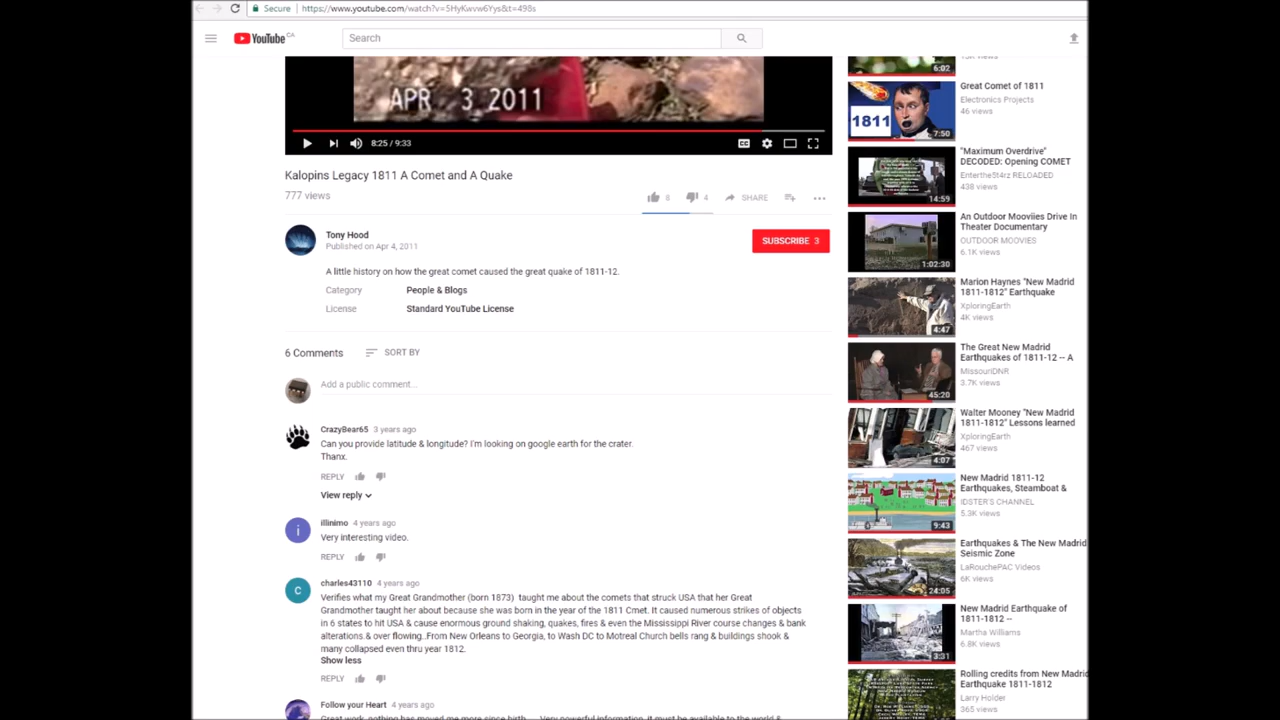 Secure
https://www.youtube.com/watch?v=SHyKwvw6Yys&t=498s
YouTube CA
Search
APR 3, 2011
8:25 / 9:33
Kalopins Legacy 1811 A Comet and A Quake
777 views
8
4
SHARE
Tony Hood
Published on Apr 4, 2011
SUBSCRIBE 3
A little history on how the great comet caused the great quake of 1811-12.
Category People & Blogs
License Standard YouTube License
6 Comments SORT BY
Add a public comment...
CrazyBear65 3 years ago
Can you provide latitude & longitude? I'm looking on google earth for the crater.
Thanx.
REPLY
View reply
i
illinimo 4 years ago
Very interesting video.
REPLY
c
charles43110 4 years ago
Verifies what my Great Grandmother (born 1873) taught me about the comets that struck USA that her Great
Grandmother taught her about because she was born in the year of the 1811 Cmet. It caused numerous strikes of objects
in 6 states to hit USA & cause enormous ground shaking, quakes, fires & even the Mississippi River course changes & bank
alterations & over flowing..From New Orleans to Georgia, to Wash DC to Motreal Church bells rang & buildings shook &
many collapsed even thru year 1812.
Show less
REPLY
Follow your Heart 4 years ago
6:02
Great Comet of 1811
Electronics Projects
46 views
1811
7:50
"Maximum Overdrive"
DECODED: Opening COMET
EntertheSt4rz RELOADED
438 views
14:59
An Outdoor Mooviies Drive In
Theater Documentary
OUTDOOR MOOVIES
6.1K views
1:02:30
Marion Haynes "New Madrid
1811-1812" Earthquake
XploringEarth
4K views
4:47
The Great New Madrid
Earthquakes of 1811-12 -- A
MissouriDNR
3.7K views
45:20
Walter Mooney "New Madrid
1811-1812" Lessons learned
XploringEarth
467 views
4:07
New Madrid 1811-12
Earthquakes, Steamboat &
IDSTER'S CHANNEL
5.3K views
9:43
Earthquakes & The New Madrid
Seismic Zone
LaRouchePAC Videos
6K views
24:05
New Madrid Earthquake of
1811-1812 --
Martha Williams
6.8K views
3:31
Rolling credits from New Madrid
Earthquake 1811-1812
Larry Holder
365 views